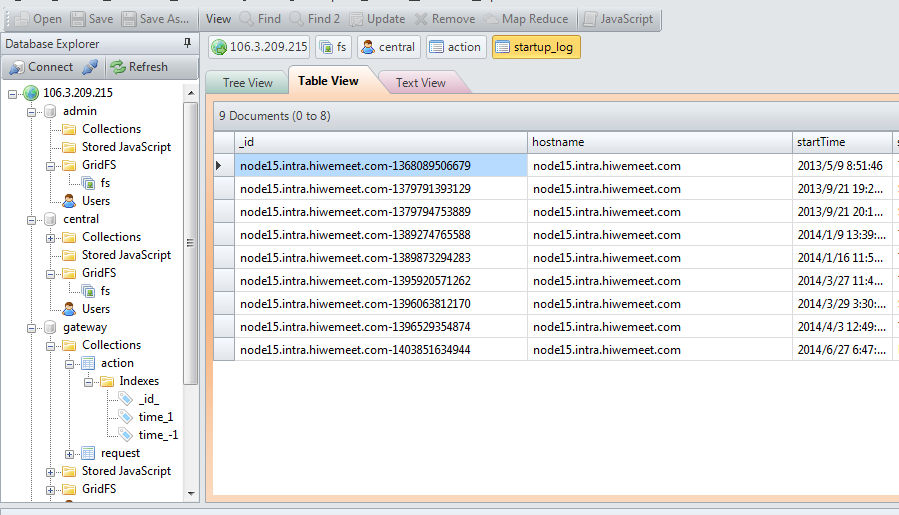 Open Save Save As... View Find Find 2 Update Remove Map Reduce JavaScript
Database Explorer
Connect Refresh
106.3.209.215
admin
Collections
Stored JavaScript
GridFS
fs
Users
central
Collections
Stored JavaScript
GridFS
fs
Users
gateway
Collections
action
Indexes
_id_
time_1
time_-1
request
Stored JavaScript
GridFS
106.3.209.215 fs central action startup_log
Tree View Table View Text View
9 Documents (0 to 8)
_id hostname startTime
node15.intra.hiwemeet.com-1368089506679 node15.intra.hiwemeet.com 2013/5/9 8:51:46
node15.intra.hiwemeet.com-1379791393129 node15.intra.hiwemeet.com 2013/9/21 19:2...
node15.intra.hiwemeet.com-1379794753889 node15.intra.hiwemeet.com 2013/9/21 20:1...
node15.intra.hiwemeet.com-1389274765588 node15.intra.hiwemeet.com 2014/1/9 13:39:...
node15.intra.hiwemeet.com-1389873294283 node15.intra.hiwemeet.com 2014/1/16 11:5...
node15.intra.hiwemeet.com-1395920571262 node15.intra.hiwemeet.com 2014/3/27 11:4...
node15.intra.hiwemeet.com-1396063812170 node15.intra.hiwemeet.com 2014/3/29 3:30:...
node15.intra.hiwemeet.com-1396529354874 node15.intra.hiwemeet.com 2014/4/3 12:49:...
node15.intra.hiwemeet.com-1403851634944 node15.intra.hiwemeet.com 2014/6/27 6:47:...